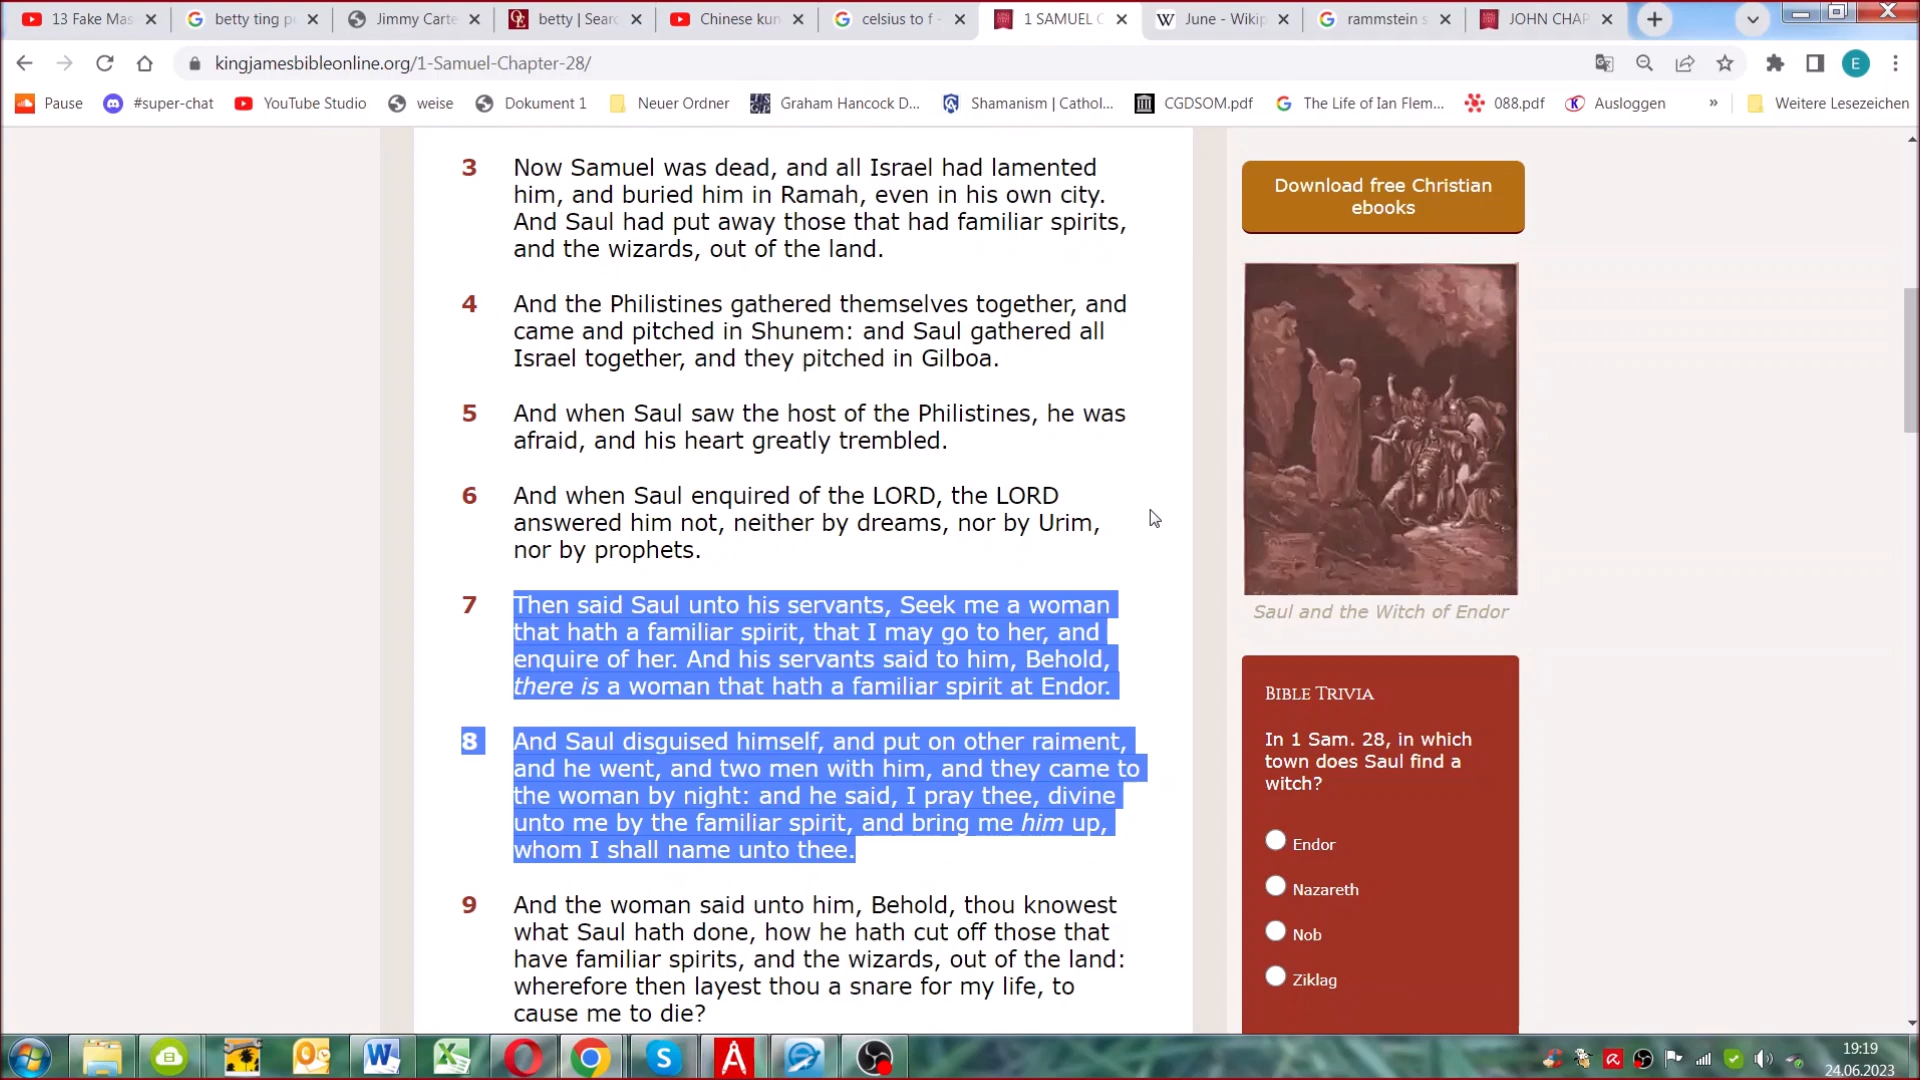 13 Fake Mas
betty ting p
Jimmy Carte
betty | Searc
Chinese kun
celsius to f -
1 SAMUEL C
June - Wikip
rammstein s
JOHN CHAP
kingjamesbibleonline.org/1-Samuel-Chapter-28/
E
Pause
#super-chat
YouTube Studio
weise
Dokument 1
Neuer Ordner
Graham Hancock D...
Shamanism | Cathol...
CGDSOM.pdf
The Life of Ian Flem...
088.pdf
Ausloggen
»
Weitere Lesezeichen
3 Now Samuel was dead, and all Israel had lamented
him, and buried him in Ramah, even in his own city.
And Saul had put away those that had familiar spirits,
and the wizards, out of the land.
4 And the Philistines gathered themselves together, and
came and pitched in Shunem: and Saul gathered all
Israel together, and they pitched in Gilboa.
5 And when Saul saw the host of the Philistines, he was
afraid, and his heart greatly trembled.
6 And when Saul enquired of the LORD, the LORD
answered him not, neither by dreams, nor by Urim,
nor by prophets.
7 Then said Saul unto his servants, Seek me a woman
that hath a familiar spirit, that I may go to her, and
enquire of her. And his servants said to him, Behold,
there is a woman that hath a familiar spirit at Endor.
8 And Saul disguised himself, and put on other raiment,
and he went, and two men with him, and they came to
the woman by night: and he said, I pray thee, divine
unto me by the familiar spirit, and bring me him up,
whom I shall name unto thee.
9 And the woman said unto him, Behold, thou knowest
what Saul hath done, how he hath cut off those that
have familiar spirits, and the wizards, out of the land:
wherefore then layest thou a snare for my life, to
cause me to die?
Download free Christian
ebooks
Saul and the Witch of Endor
BIBLE TRIVIA
In 1 Sam. 28, in which
town does Saul find a
witch?
Endor
Nazareth
Nob
Ziklag
19:19
24.06.2023